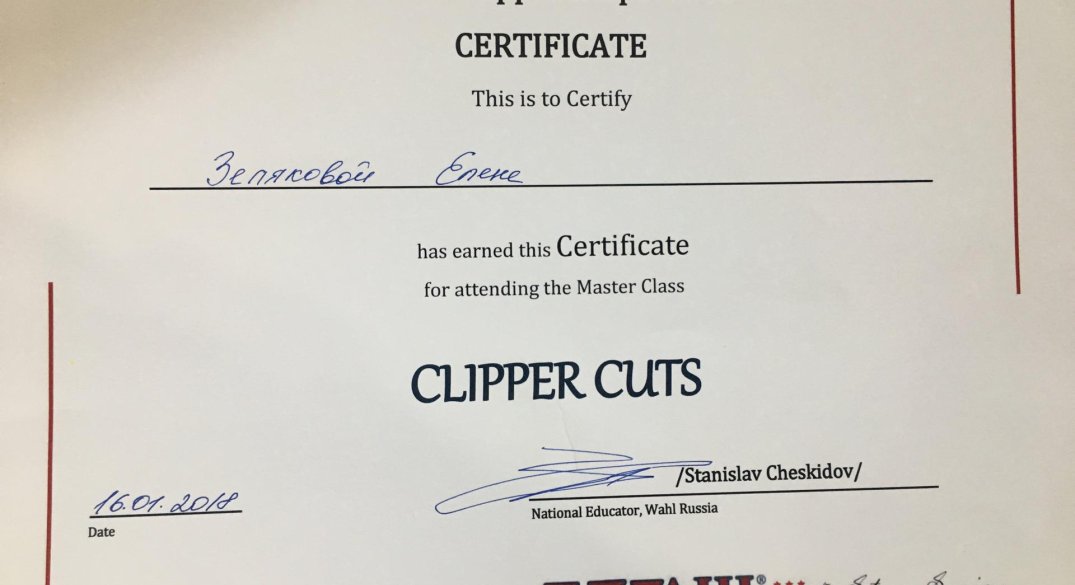 CERTIFICATE
This is to Certify
Зеляковой Елене
has earned this Certificate
for attending the Master Class
CLIPPER CUTS
/Stanislav Cheskidov/
16.01.2018
National Educator, Wahl Russia
Date